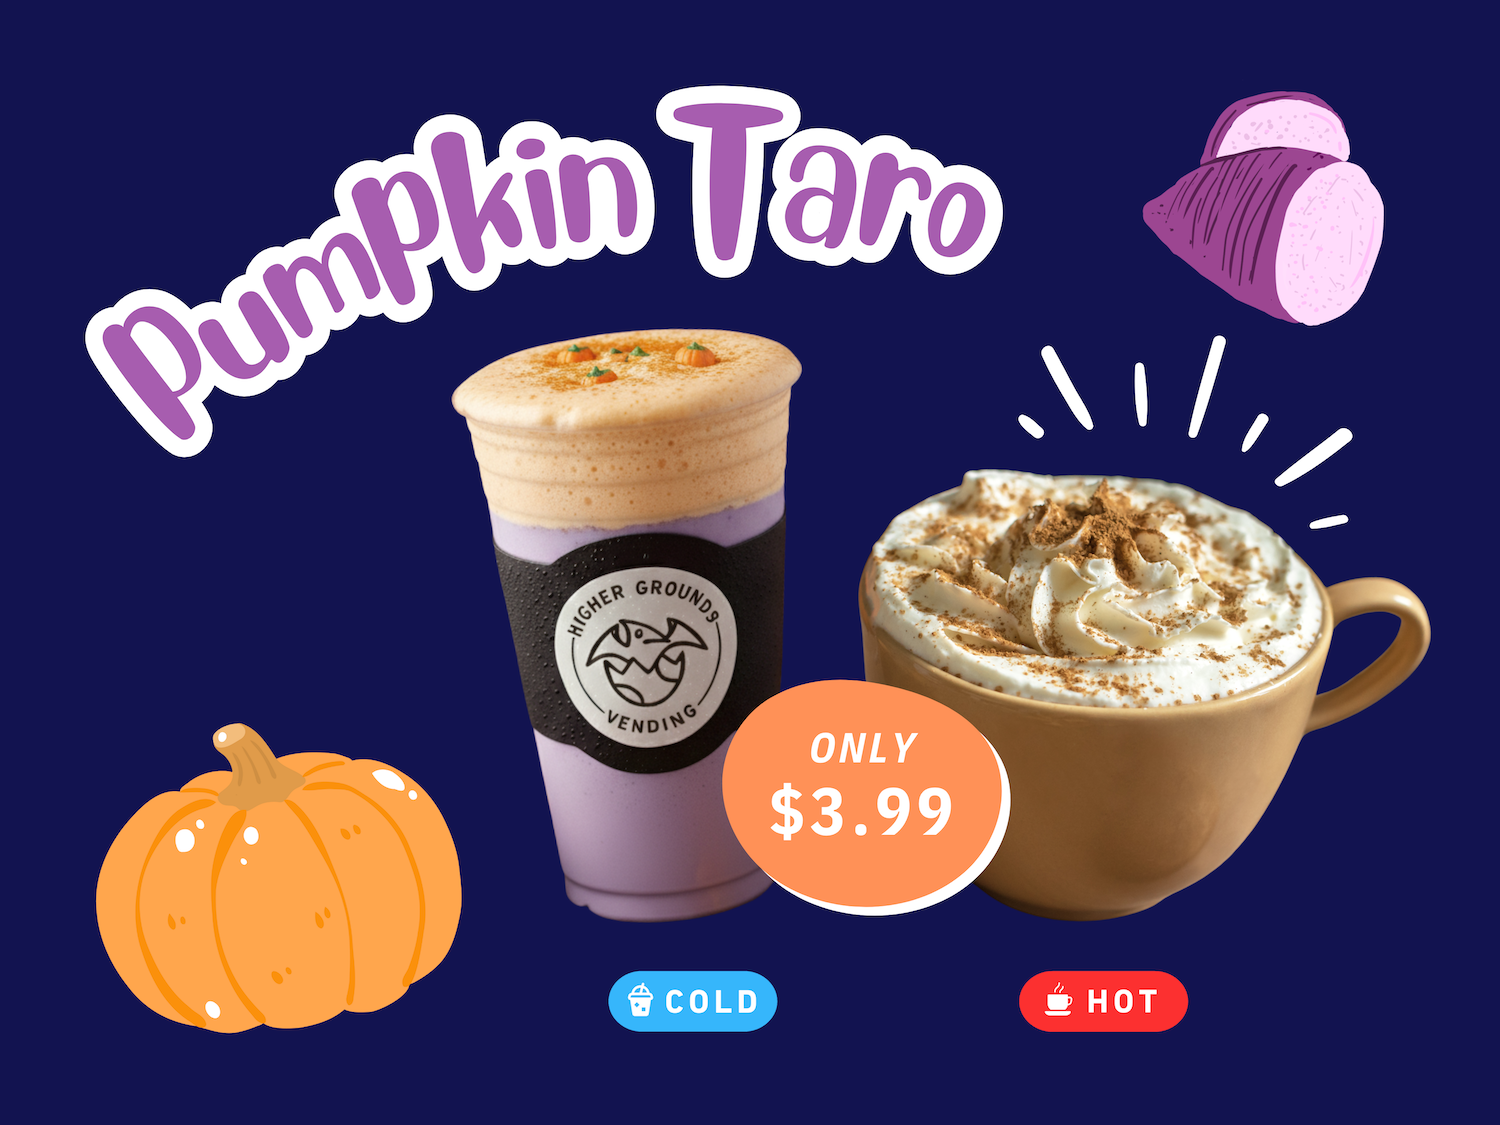 Pumpkin Taro
HIGHER GROUNDS
VENDING
ONLY
$3.99
COLD
HOT